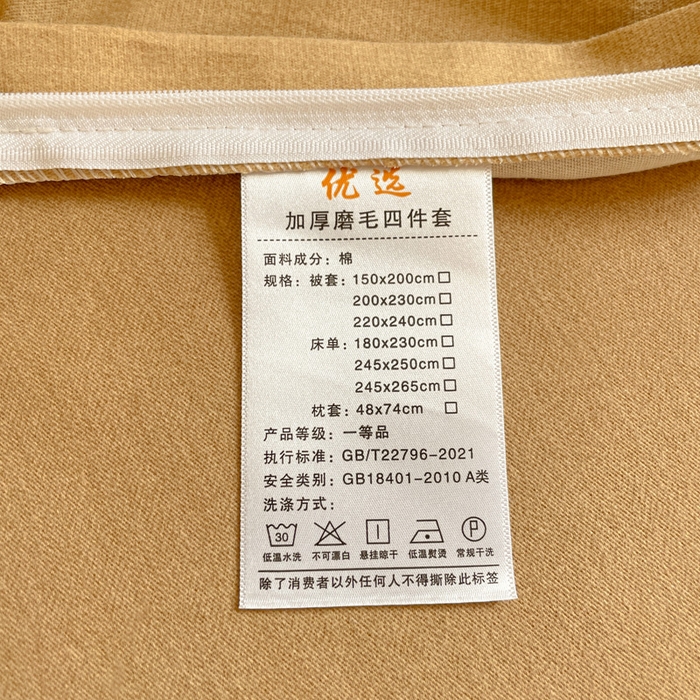 优选
加厚磨毛四件套
面料成分：棉
规格：被套：150x200cm□
200x230cm□
220x240cm□
床单：180x230cm□
245x250cm□
245x265cm□
枕套：48x74cm □
产品等级：一等品
执行标准：GB/T22796-2021
安全类别：GB18401-2010 A类
洗涤方式：
30 P
低温水洗 不可漂白 悬挂晾干 低温熨烫 常规干洗
除了消费者以外任何人不得撕除此标签